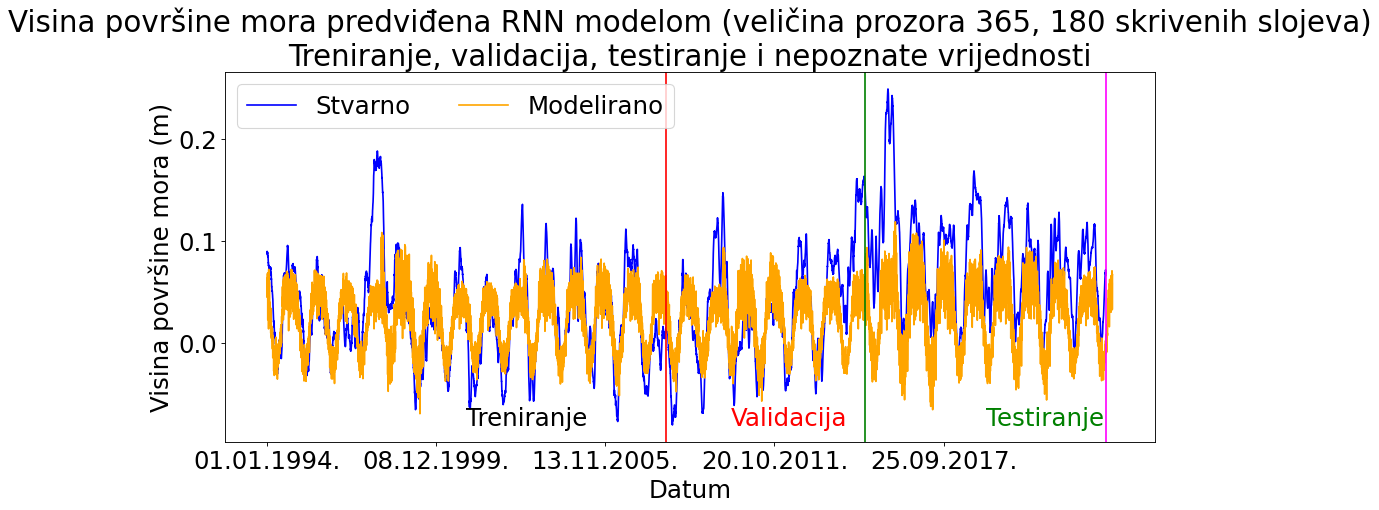 Visina površine mora predviđena RNN modelom (veličina prozora 365, 180 skrivenih slojeva)
Treniranje, validacija, testiranje i nepoznate vrijednosti
Stvarno Modelirano
Visina površine mora (m)
0.2
0.1
0.0
Treniranje Validacija Testiranje
01.01.1994. 08.12.1999. 13.11.2005. 20.10.2011. 25.09.2017.
Datum